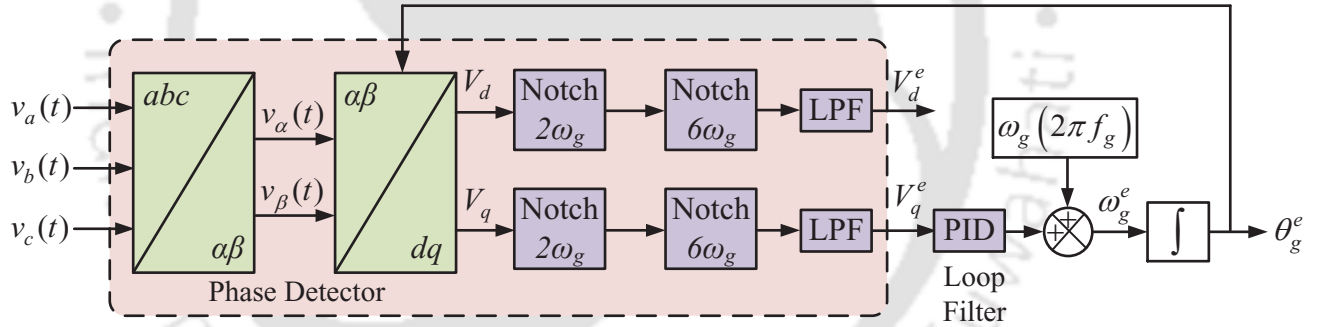 v_a(t)
v_b(t)
v_c(t)
abc
αβ
v_α(t)
v_β(t)
αβ
dq
V_d
V_q
Notch
2ω_g
Notch
6ω_g
LPF
V_d^e
Notch
2ω_g
Notch
6ω_g
LPF
V_q^e
Phase Detector
PID
Loop
Filter
ω_g(2πf_g)
+
+
ω_g^e
∫
θ_g^e